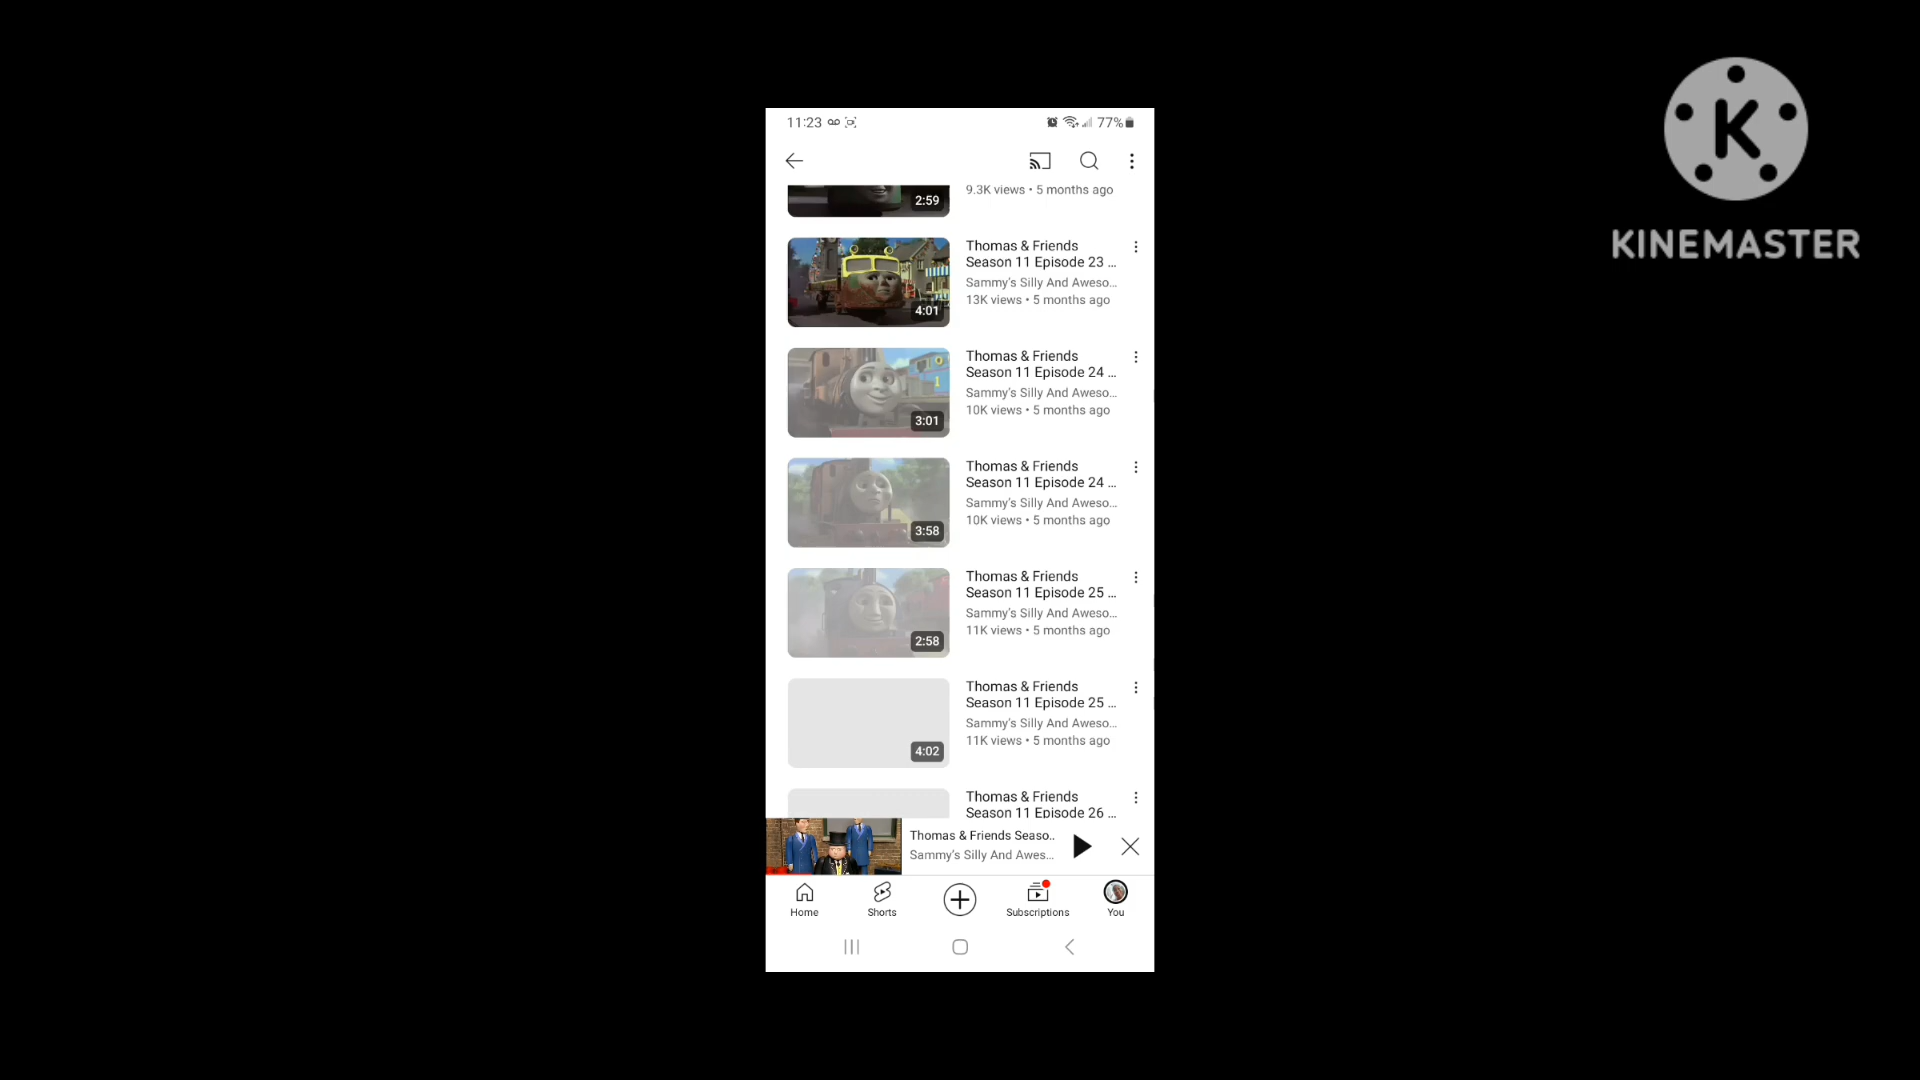 11:23
77%
K
KINEMASTER
9.3K views • 5 months ago
2:59
Thomas & Friends
Season 11 Episode 23 ...
Sammy's Silly And Aweso...
13K views • 5 months ago
4:01
Thomas & Friends
Season 11 Episode 24 ...
Sammy's Silly And Aweso...
10K views • 5 months ago
3:01
Thomas & Friends
Season 11 Episode 24 ...
Sammy's Silly And Aweso...
10K views • 5 months ago
3:58
Thomas & Friends
Season 11 Episode 25 ...
Sammy's Silly And Aweso...
11K views • 5 months ago
2:58
Thomas & Friends
Season 11 Episode 25 ...
Sammy's Silly And Aweso...
11K views • 5 months ago
4:02
Thomas & Friends
Season 11 Episode 26 ...
Thomas & Friends Seaso..
Sammy's Silly And Awes...
Home
Shorts
Subscriptions
You